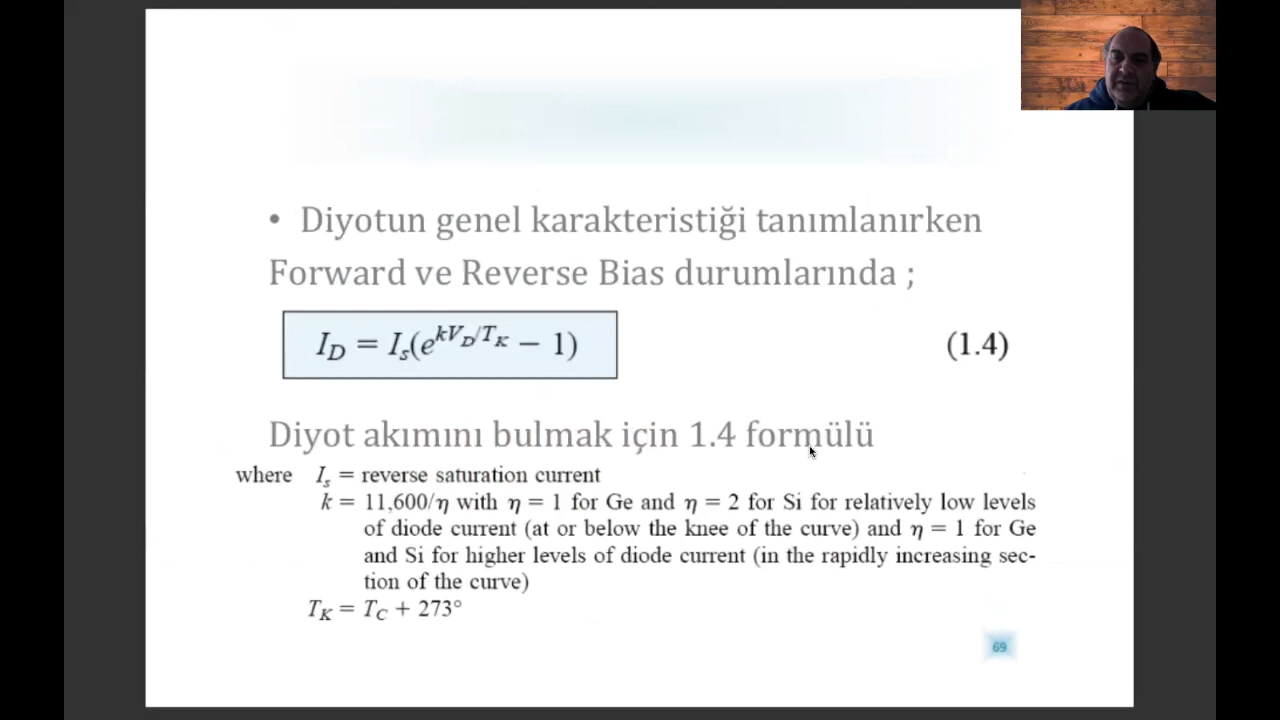 • Diyotun genel karakteristiği tanımlanırken
Forward ve Reverse Bias durumlarında ;
I_D = I_s(e^{kV_D/T_K} − 1) (1.4)
Diyot akımını bulmak için 1.4 formülü
where I_s = reverse saturation current
k = 11,600/η with η = 1 for Ge and η = 2 for Si for relatively low levels
of diode current (at or below the knee of the curve) and η = 1 for Ge
and Si for higher levels of diode current (in the rapidly increasing sec-
tion of the curve)
T_K = T_C + 273°
69